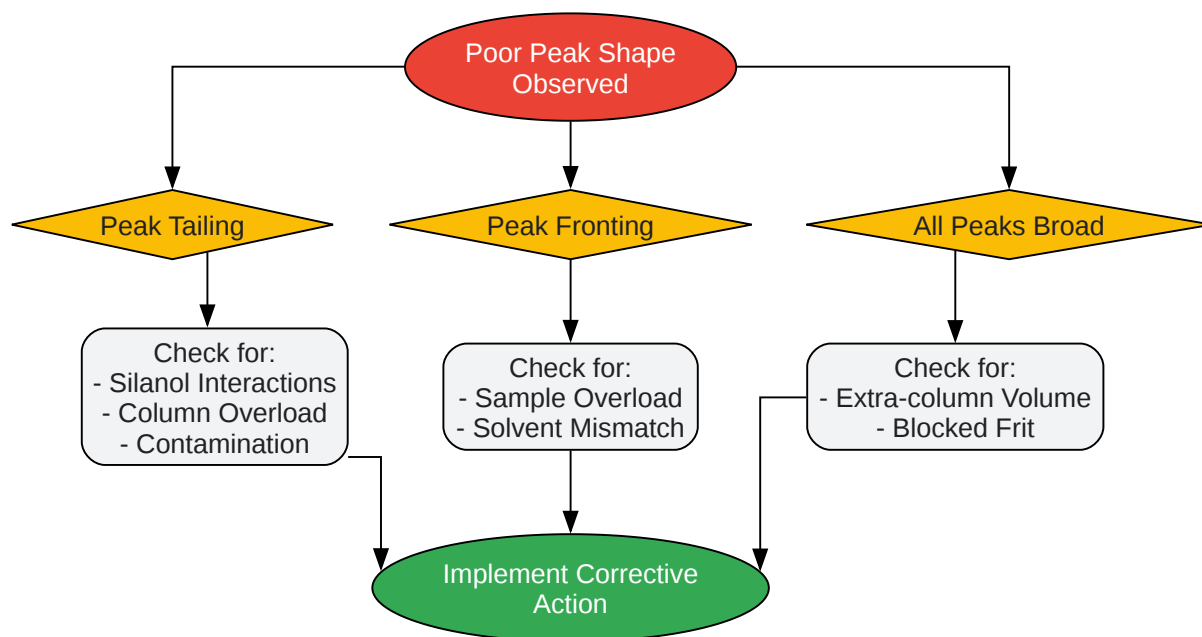 Poor Peak Shape
Observed
Peak Tailing
Peak Fronting
All Peaks Broad
Check for:
- Silanol Interactions
- Column Overload
- Contamination
Check for:
- Sample Overload
- Solvent Mismatch
Check for:
- Extra-column Volume
- Blocked Frit
Implement Corrective
Action